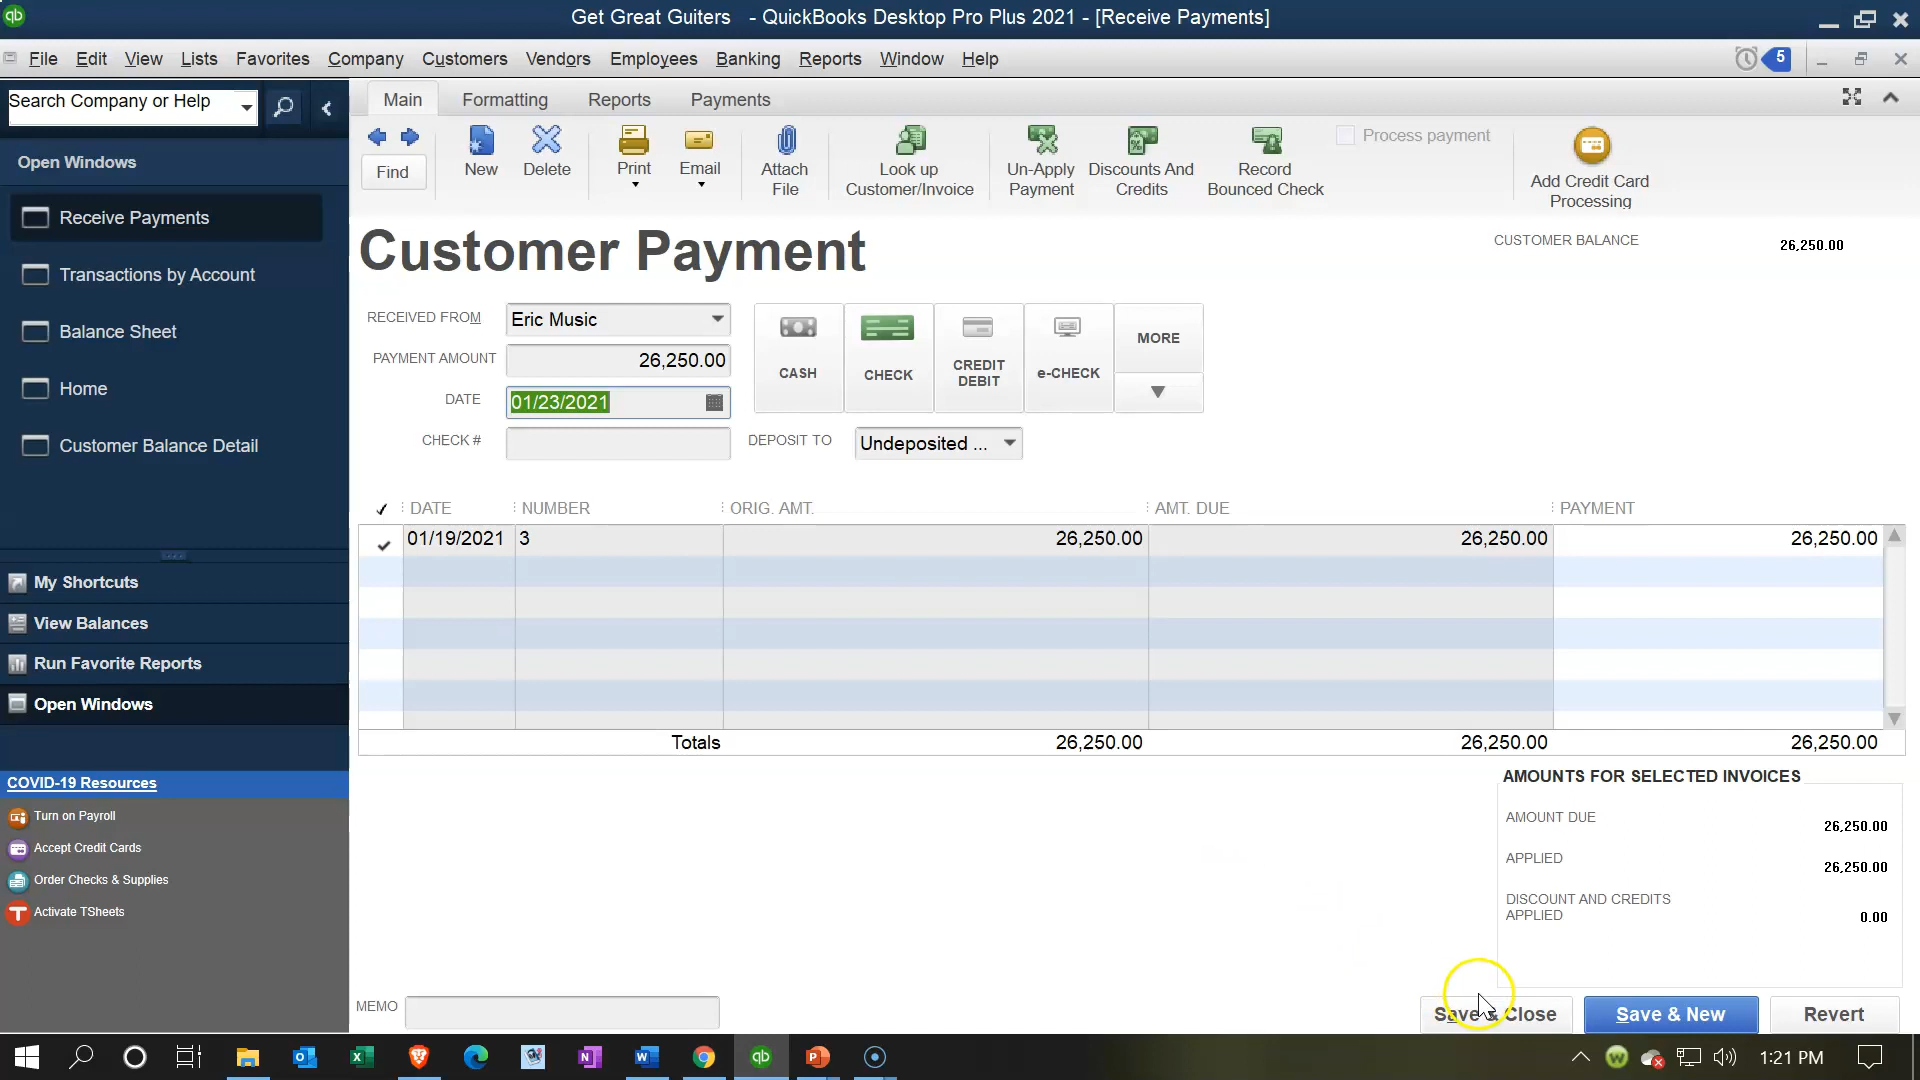 Get Great Guiters - QuickBooks Desktop Pro Plus 2021 - [Receive Payments]
File Edit View Lists Favorites Company Customers Vendors Employees Banking Reports Window Help
5
Search Company or Help
Main Formatting Reports Payments
Find
New
Delete
Print
Email
Attach
File
Look up
Customer/Invoice
Un-Apply
Payment
Discounts And
Credits
Record
Bounced Check
Process payment
Add Credit Card
Processing
Open Windows
Receive Payments
Transactions by Account
Balance Sheet
Home
Customer Balance Detail
My Shortcuts
View Balances
Run Favorite Reports
Open Windows
COVID-19 Resources
Turn on Payroll
Accept Credit Cards
Order Checks & Supplies
Activate TSheets
Customer Payment
CUSTOMER BALANCE 26,250.00
RECEIVED FROM Eric Music
PAYMENT AMOUNT 26,250.00
DATE 01/23/2021
CHECK #
CASH
CHECK
CREDIT
DEBIT
e-CHECK
MORE
DEPOSIT TO Undeposited ...
DATE NUMBER ORIG. AMT. AMT. DUE PAYMENT
01/19/2021 3 26,250.00 26,250.00 26,250.00
Totals 26,250.00 26,250.00 26,250.00
AMOUNTS FOR SELECTED INVOICES
AMOUNT DUE 26,250.00
APPLIED 26,250.00
DISCOUNT AND CREDITS
APPLIED 0.00
MEMO
Save & Close Save & New Revert
1:21 PM